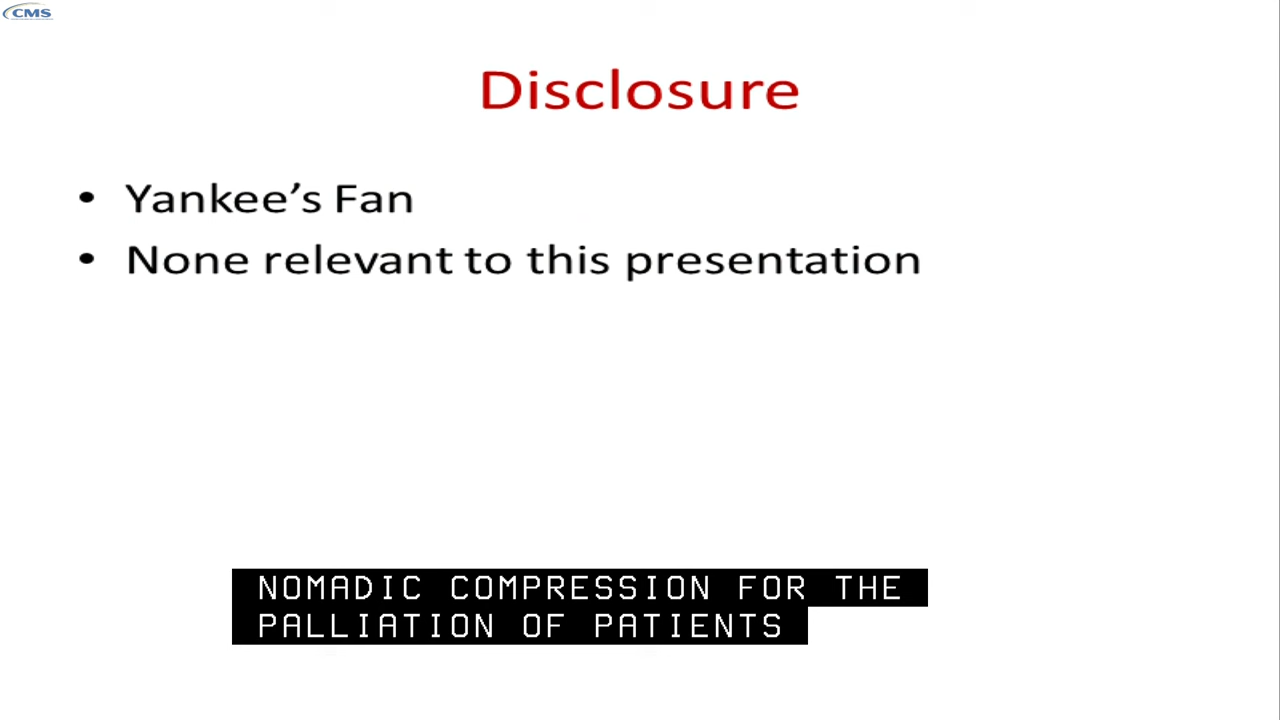 CMS
Disclosure
• Yankee’s Fan
• None relevant to this presentation
NOMADIC COMPRESSION FOR THE
PALLIATION OF PATIENTS